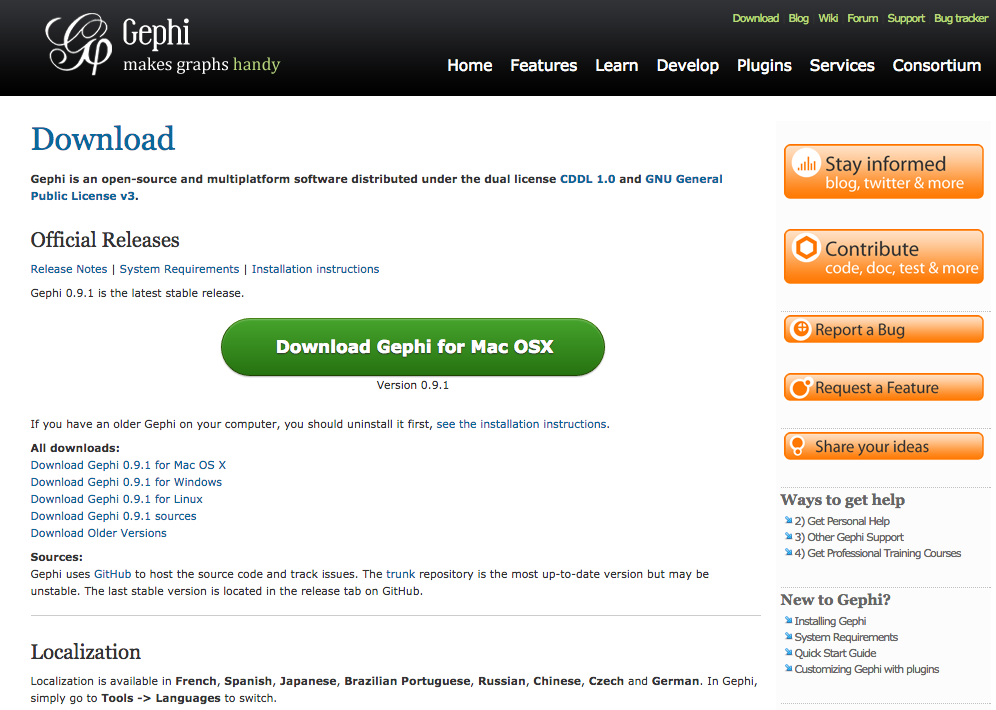 Gephi
makes graphs handy
Download Blog Wiki Forum Support Bug tracker
Home Features Learn Develop Plugins Services Consortium
Download
Gephi is an open-source and multiplatform software distributed under the dual license CDDL 1.0 and GNU General
Public License v3.
Official Releases
Release Notes | System Requirements | Installation instructions
Gephi 0.9.1 is the latest stable release.
Download Gephi for Mac OSX
Version 0.9.1
If you have an older Gephi on your computer, you should uninstall it first, see the installation instructions.
All downloads:
Download Gephi 0.9.1 for Mac OS X
Download Gephi 0.9.1 for Windows
Download Gephi 0.9.1 for Linux
Download Gephi 0.9.1 sources
Download Older Versions
Sources:
Gephi uses GitHub to host the source code and track issues. The trunk repository is the most up-to-date version but may be
unstable. The last stable version is located in the release tab on GitHub.
Localization
Localization is available in French, Spanish, Japanese, Brazilian Portuguese, Russian, Chinese, Czech and German. In Gephi,
simply go to Tools -> Languages to switch.
Stay informed
blog, twitter & more
Contribute
code, doc, test & more
Report a Bug
Request a Feature
Share your ideas
Ways to get help
2) Get Personal Help
3) Other Gephi Support
4) Get Professional Training Courses
New to Gephi?
Installing Gephi
System Requirements
Quick Start Guide
Customizing Gephi with plugins